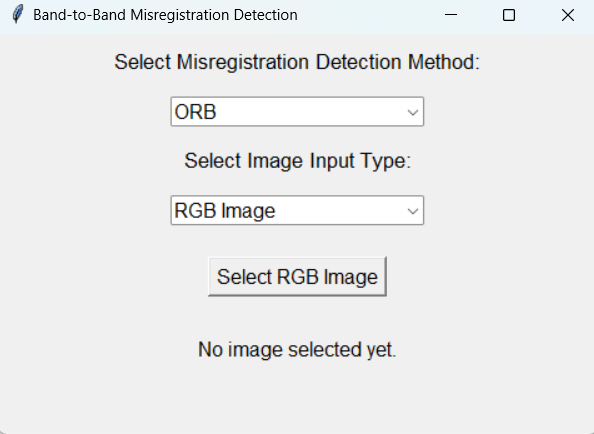 Band-to-Band Misregistration Detection
Select Misregistration Detection Method:
ORB
Select Image Input Type:
RGB Image
Select RGB Image
No image selected yet.